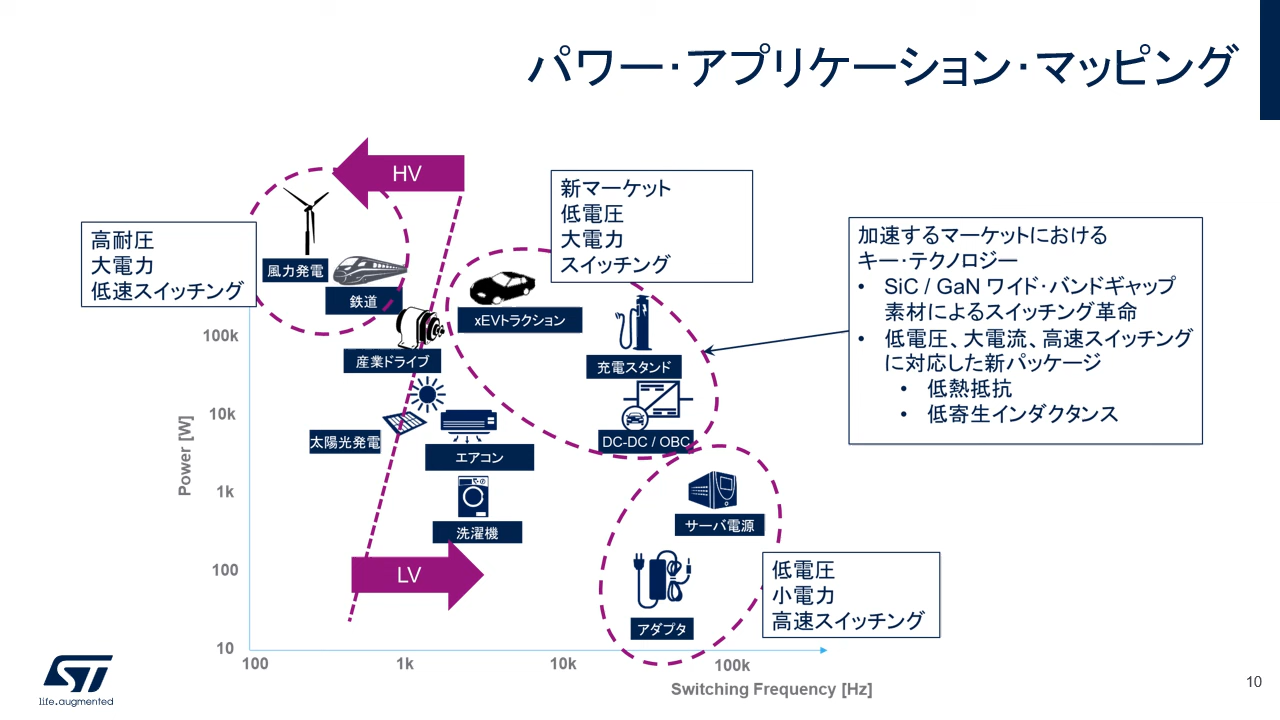 パワー・アプリケーション・マッピング
HV
新マーケット
低電圧
大電力
スイッチング
高耐圧
大電力
低速スイッチング
加速するマーケットにおける
キー・テクノロジー
• SiC / GaN ワイド・バンドギャップ
素材によるスイッチング革命
• 低電圧、大電流、高速スイッチング
に対応した新パッケージ
• 低熱抵抗
• 低寄生インダクタンス
風力発電
鉄道
xEVトラクション
産業ドライブ
充電スタンド
太陽光発電
エアコン
DC-DC / OBC
洗濯機
サーバ電源
LV
アダプタ
低電圧
小電力
高速スイッチング
Power [W]
100k
10k
1k
100
10
100
1k
10k
100k
Switching Frequency [Hz]
ST
life.augmented
10